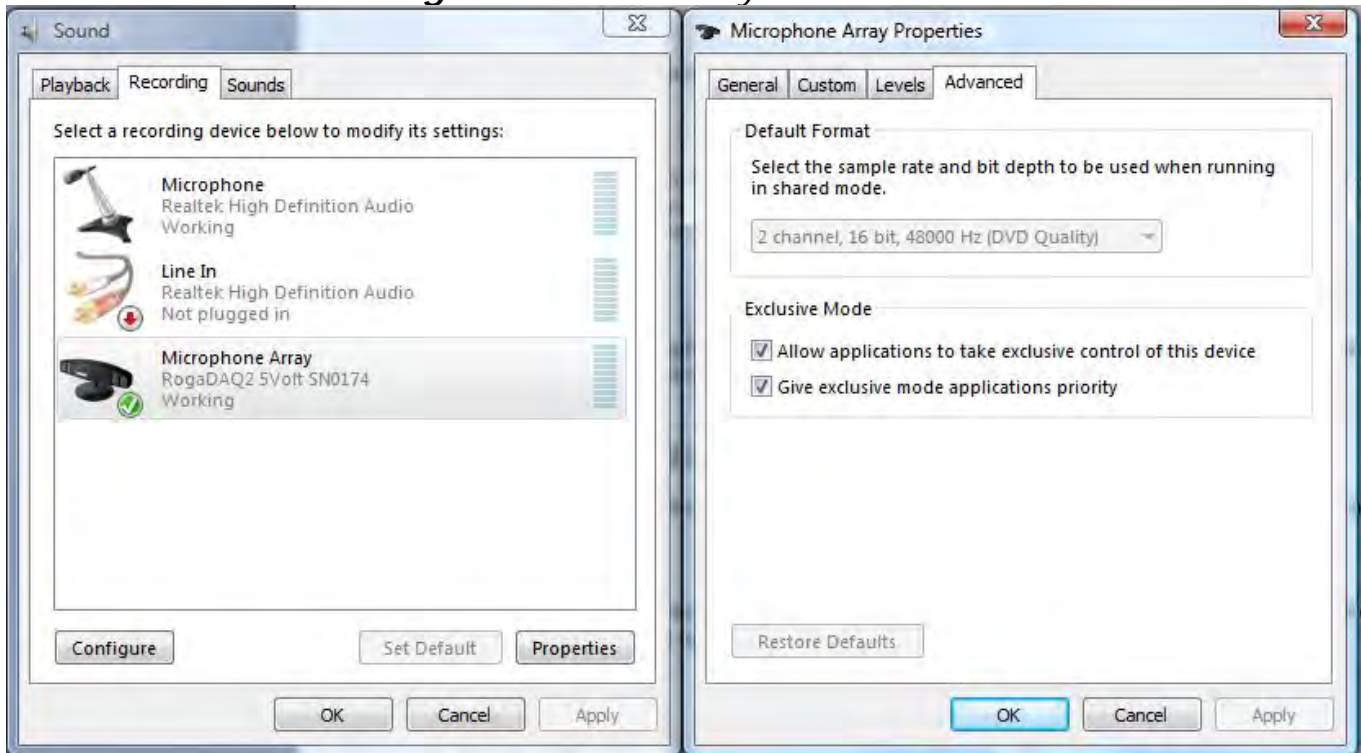 Sound
Playback Recording Sounds
Select a recording device below to modify its settings:
Microphone
Realtek High Definition Audio
Working
Line In
Realtek High Definition Audio
Not plugged in
Microphone Array
RogaDAQ2 5Volt SN0174
Working
Configure Set Default Properties
OK Cancel Apply
Microphone Array Properties
General Custom Levels Advanced
Default Format
Select the sample rate and bit depth to be used when running
in shared mode.
2 channel, 16 bit, 48000 Hz (DVD Quality)
Exclusive Mode
Allow applications to take exclusive control of this device
Give exclusive mode applications priority
Restore Defaults
OK Cancel Apply